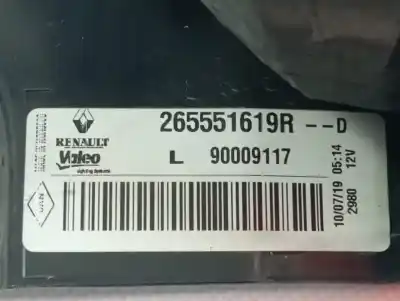 265551619R --D
RENAULT
Valeo
Lighting Systems
L 90009117
10/07/19 05:14
2980 12V